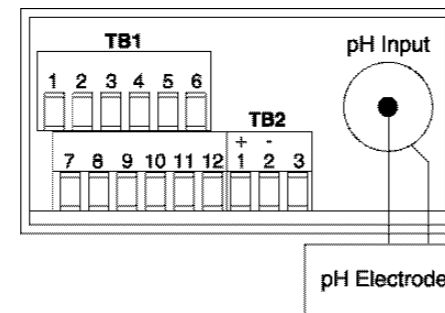 TB1
pH Input
1 2 3 4 5 6
TB2
+ -
7 8 9 10 11 12 1 2 3
pH Electrode